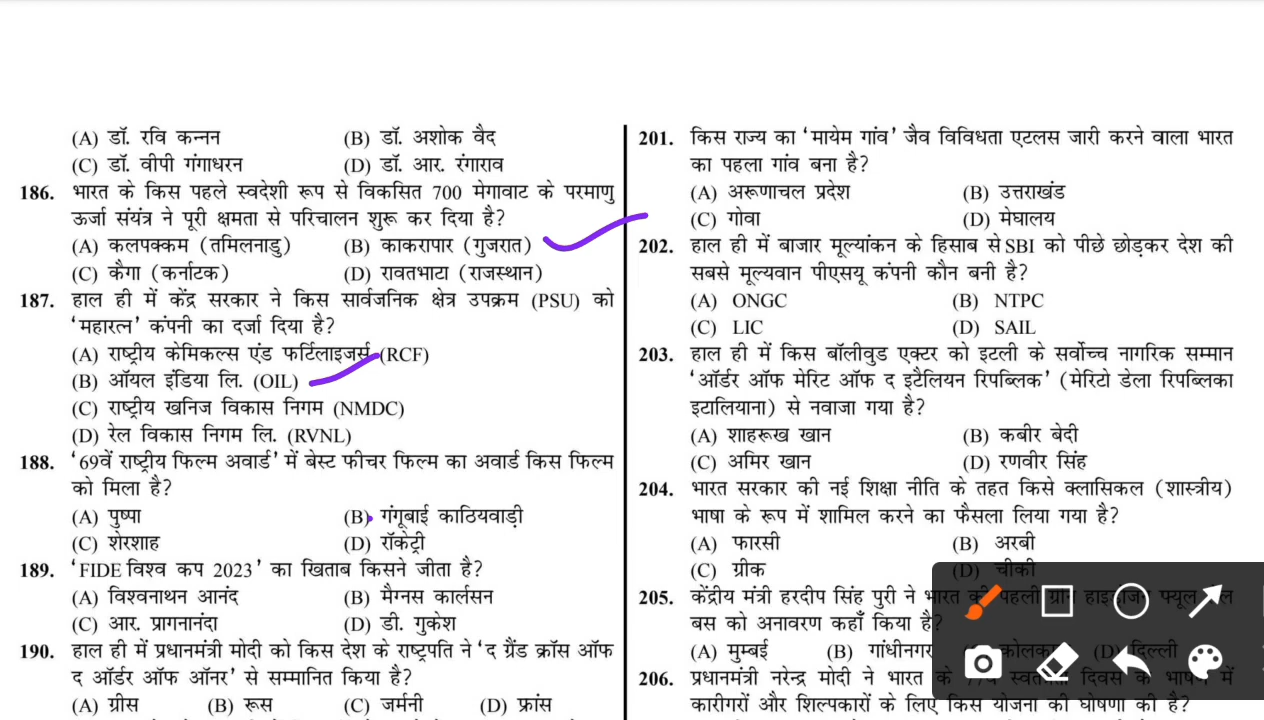 (A) डॉ. रवि कन्नन (B) डॉ. अशोक वैद
(C) डॉ. वीपी गंगाधरन (D) डॉ. आर. रंगाराव
186. भारत के किस पहले स्वदेशी रूप से विकसित 700 मेगावाट के परमाणु
ऊर्जा संयंत्र ने पूरी क्षमता से परिचालन शुरू कर दिया है?
(A) कलपक्कम (तमिलनाडु) (B) काकरापार (गुजरात)
(C) कैगा (कर्नाटक) (D) रावतभाटा (राजस्थान)
187. हाल ही में केंद्र सरकार ने किस सार्वजनिक क्षेत्र उपक्रम (PSU) को
‘महारत्न’ कंपनी का दर्जा दिया है?
(A) राष्ट्रीय केमिकल्स एंड फर्टिलाइजर्स (RCF)
(B) ऑयल इंडिया लि. (OIL)
(C) राष्ट्रीय खनिज विकास निगम (NMDC)
(D) रेल विकास निगम लि. (RVNL)
188. ‘69वें राष्ट्रीय फिल्म अवार्ड’ में बेस्ट फीचर फिल्म का अवार्ड किस फिल्म
को मिला है?
(A) पुष्पा (B) गंगूबाई काठियवाड़ी
(C) शेरशाह (D) रॉकेट्री
189. ‘FIDE विश्व कप 2023’ का खिताब किसने जीता है?
(A) विश्वनाथन आनंद (B) मैग्नस कार्लसन
(C) आर. प्रागनानंदा (D) डी. गुकेश
190. हाल ही में प्रधानमंत्री मोदी को किस देश के राष्ट्रपति ने ‘द ग्रैंड क्रॉस ऑफ
द ऑर्डर ऑफ ऑनर’ से सम्मानित किया है?
(A) ग्रीस (B) रूस (C) जर्मनी (D) फ्रांस
201. किस राज्य का ‘मायेम गांव’ जैव विविधता एटलस जारी करने वाला भारत
का पहला गांव बना है?
(A) अरूणाचल प्रदेश (B) उत्तराखंड
(C) गोवा (D) मेघालय
202. हाल ही में बाजार मूल्यांकन के हिसाब से SBI को पीछे छोड़कर देश की
सबसे मूल्यवान पीएसयू कंपनी कौन बनी है?
(A) ONGC (B) NTPC
(C) LIC (D) SAIL
203. हाल ही में किस बॉलीवुड एक्टर को इटली के सर्वोच्च नागरिक सम्मान
‘ऑर्डर ऑफ मेरिट ऑफ द इटैलियन रिपब्लिक’ (मेरिटो डेला रिपब्लिका
इटालियाना) से नवाजा गया है?
(A) शाहरूख खान (B) कबीर बेदी
(C) अमिर खान (D) रणवीर सिंह
204. भारत सरकार की नई शिक्षा नीति के तहत किसे क्लासिकल (शास्त्रीय)
भाषा के रूप में शामिल करने का फैसला लिया गया है?
(A) फारसी (B) अरबी
(C) ग्रीक (D) चीकी
205. केंद्रीय मंत्री हरदीप सिंह पुरी ने भारत की पहली ग्रीन फ्यूल
बस को अनावरण कहाँ किया है?
(A) मुम्बई (B) गांधीनगर (D) दिल्ली
206. प्रधानमंत्री नरेन्द्र मोदी ने भारत के दिवस के भाषण में
कारीगरों और शिल्पकारों के लिए किस योजना की घोषणा की है?